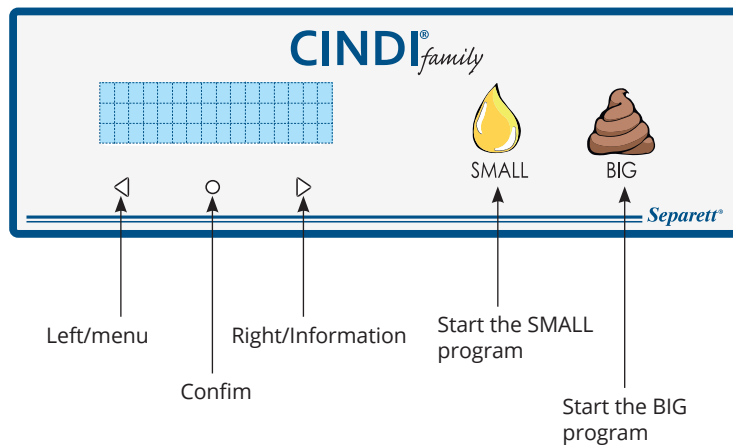 CINDI® family
SMALL
BIG
Separett®
Left/menu
Right/Information
Start the SMALL
program
Confim
Start the BIG
program